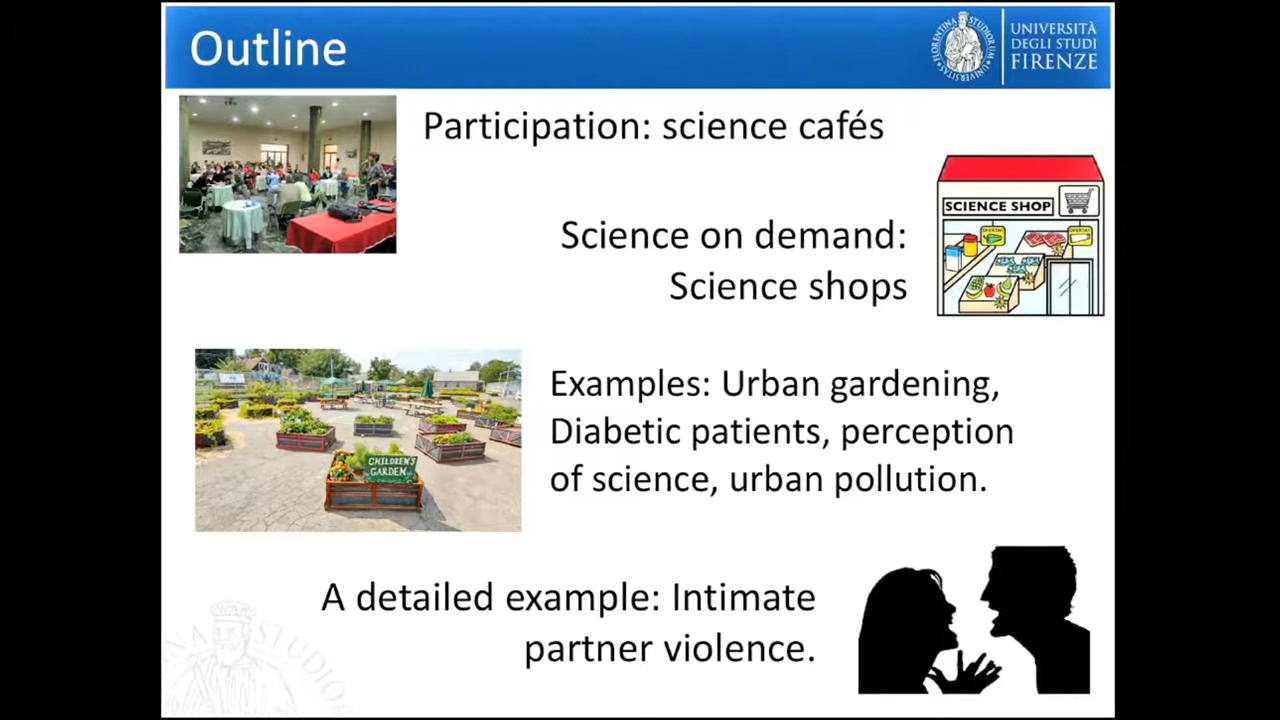 Outline
UNIVERSITÀ
DEGLI STUDI
FIRENZE
Participation: science cafés
Science on demand:
Science shops
SCIENCE SHOP
Examples: Urban gardening,
Diabetic patients, perception
of science, urban pollution.
CHILDREN'S
GARDEN
A detailed example: Intimate
partner violence.